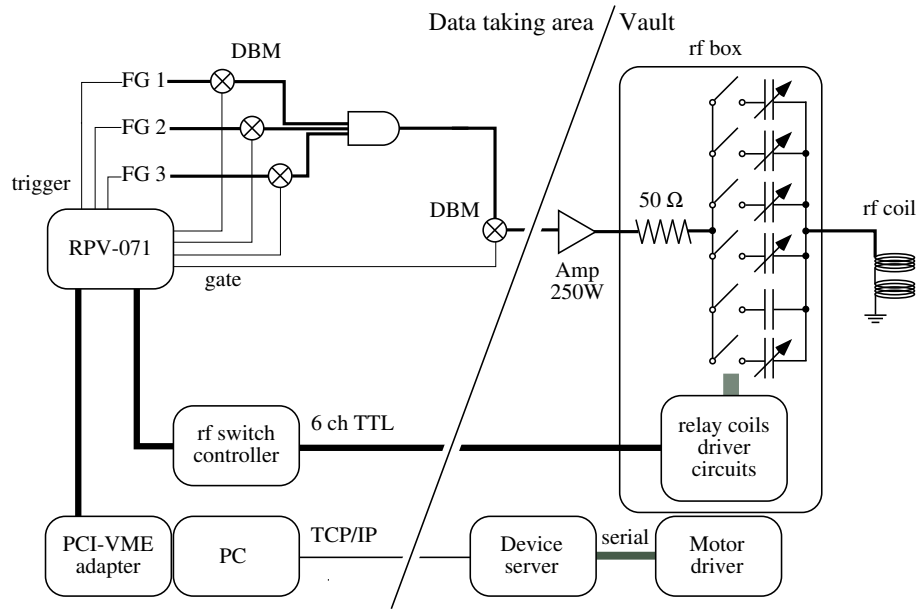 Data taking area
Vault
DBM
rf box
FG 1
FG 2
FG 3
trigger
50 Ω
rf coil
DBM
RPV-071
gate
Amp
250W
rf switch
controller
6 ch TTL
relay coils
driver
circuits
PCI-VME
adapter
PC
TCP/IP
Device
server
serial
Motor
driver